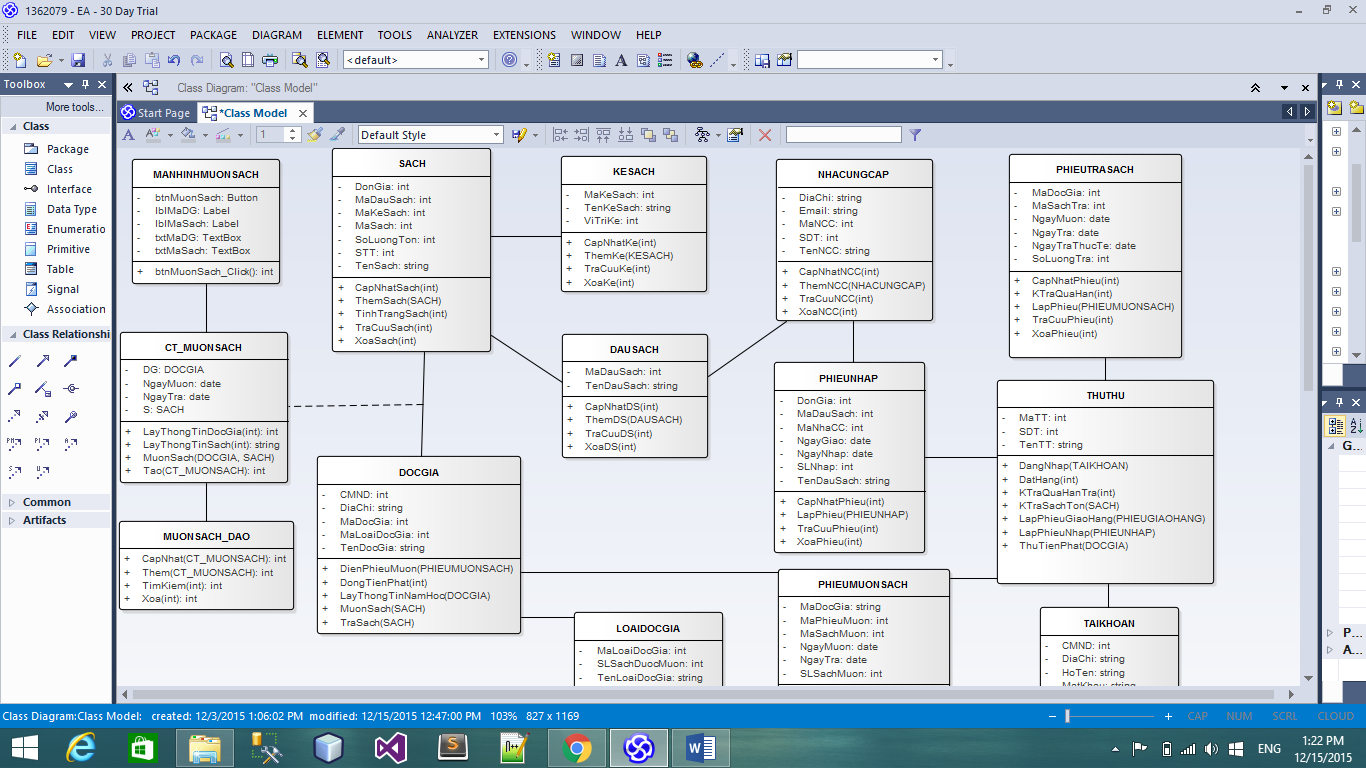 1362079 - EA - 30 Day Trial
FILE EDIT VIEW PROJECT PACKAGE DIAGRAM ELEMENT TOOLS ANALYZER EXTENSIONS WINDOW HELP
<default>
Toolbox
Class Diagram: "Class Model"
More tools...
Start Page
*Class Model
1
Default Style
Class
Package
Class
Interface
Data Type
Enumeratio
Primitive
Table
Signal
Association
Class Relationshi
Common
Artifacts
MANHINHMUONSACH
- btnMuonSach: Button
- lblMaDG: Label
- lblMaSach: Label
- txtMaDG: TextBox
- txtMaSach: TextBox
+ btnMuonSach_Click(): int
SACH
- DonGia: int
- MaDauSach: int
- MaKeSach: int
- MaSach: int
- SoLuongTon: int
- STT: int
- TenSach: string
+ CapNhatSach(int)
+ ThemSach(SACH)
+ TinhTrangSach(int)
+ TraCuuSach(int)
+ XoaSach(int)
KESACH
- MaKeSach: int
- TenKeSach: string
- ViTriKe: int
+ CapNhatKe(int)
+ ThemKe(KESACH)
+ TraCuuKe(int)
+ XoaKe(int)
NHACUNGCAP
- DiaChi: string
- Email: string
- MaNCC: int
- SDT: int
- TenNCC: string
+ CapNhatNCC(int)
+ ThemNCC(NHACUNGCAP)
+ TraCuuNCC(int)
+ XoaNCC(int)
PHIEUTRASACH
- MaDocGia: int
- MaSachTra: int
- NgayMuon: date
- NgayTra: date
- NgayTraThucTe: date
- SoLuongTra: int
+ CapNhatPhieu(int)
+ KTraQuaHan(int)
+ LapPhieu(PHIEUMUONSACH)
+ TraCuuPhieu(int)
+ XoaPhieu(int)
CT_MUONSACH
- DG: DOCGIA
- NgayMuon: date
- NgayTra: date
- S: SACH
+ LayThongTinDocGia(int): int
+ LayThongTinSach(int): string
+ MuonSach(DOCGIA, SACH)
+ Tao(CT_MUONSACH): int
DAUSACH
- MaDauSach: int
- TenDauSach: string
+ CapNhatDS(int)
+ ThemDS(DAUSACH)
+ TraCuuDS(int)
+ XoaDS(int)
PHIEUNHAP
- DonGia: int
- MaDauSach: int
- MaNhaCC: int
- NgayGiao: date
- NgayNhap: date
- SLNhap: int
- TenDauSach: string
+ CapNhatPhieu(int)
+ LapPhieu(PHIEUNHAP)
+ TraCuuPhieu(int)
+ XoaPhieu(int)
THUTHU
- MaTT: int
- SDT: int
- TenTT: string
+ DangNhap(TAIKHOAN)
+ DatHang(int)
+ KTraQuaHanTra(int)
+ KTraSachTon(SACH)
+ LapPhieuGiaoHang(PHIEUGIAOHANG)
+ LapPhieuNhap(PHIEUNHAP)
+ ThuTienPhat(DOCGIA)
MUONSACH_DAO
+ CapNhat(CT_MUONSACH): int
+ Them(CT_MUONSACH): int
+ TimKiem(int): int
+ Xoa(int): int
DOCGIA
- CMND: int
- DiaChi: string
- MaDocGia: int
- MaLoaiDocGia: int
- TenDocGia: string
+ DienPhieuMuon(PHIEUMUONSACH)
+ DongTienPhat(int)
+ LayThongTinNamHoc(DOCGIA)
+ MuonSach(SACH)
+ TraSach(SACH)
LOAIDOCGIA
- MaLoaiDocGia: int
- SLSachDuocMuon: int
- TenLoaiDocGia: string
PHIEUMUONSACH
- MaDocGia: string
- MaPhieuMuon: int
- MaSachMuon: int
- NgayMuon: date
- NgayTra: date
- SLSachMuon: int
TAIKHOAN
- CMND: int
- DiaChi: string
- HoTen: string
- MatKhau: string
G...
P...
A...
Class Diagram:Class Model: created: 12/3/2015 1:06:02 PM modified: 12/15/2015 12:47:00 PM 103% 827 x 1169
CAP NUM SCRL CLOUD
ENG
1:22 PM
12/15/2015